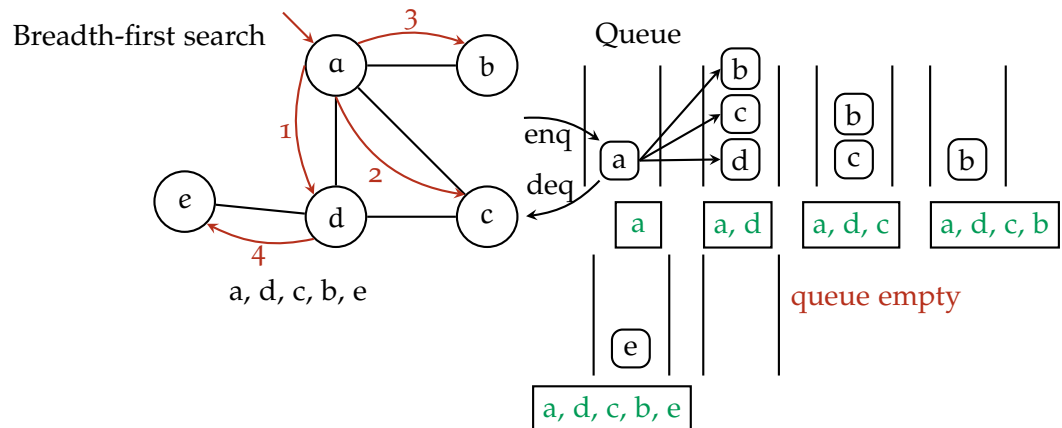 Breadth-first search
3
a
b
1
2
e
d
c
4
a, d, c, b, e
Queue
enq
deq
a
b
c
d
b
c
b
a
a, d
a, d, c
a, d, c, b
queue empty
e
a, d, c, b, e